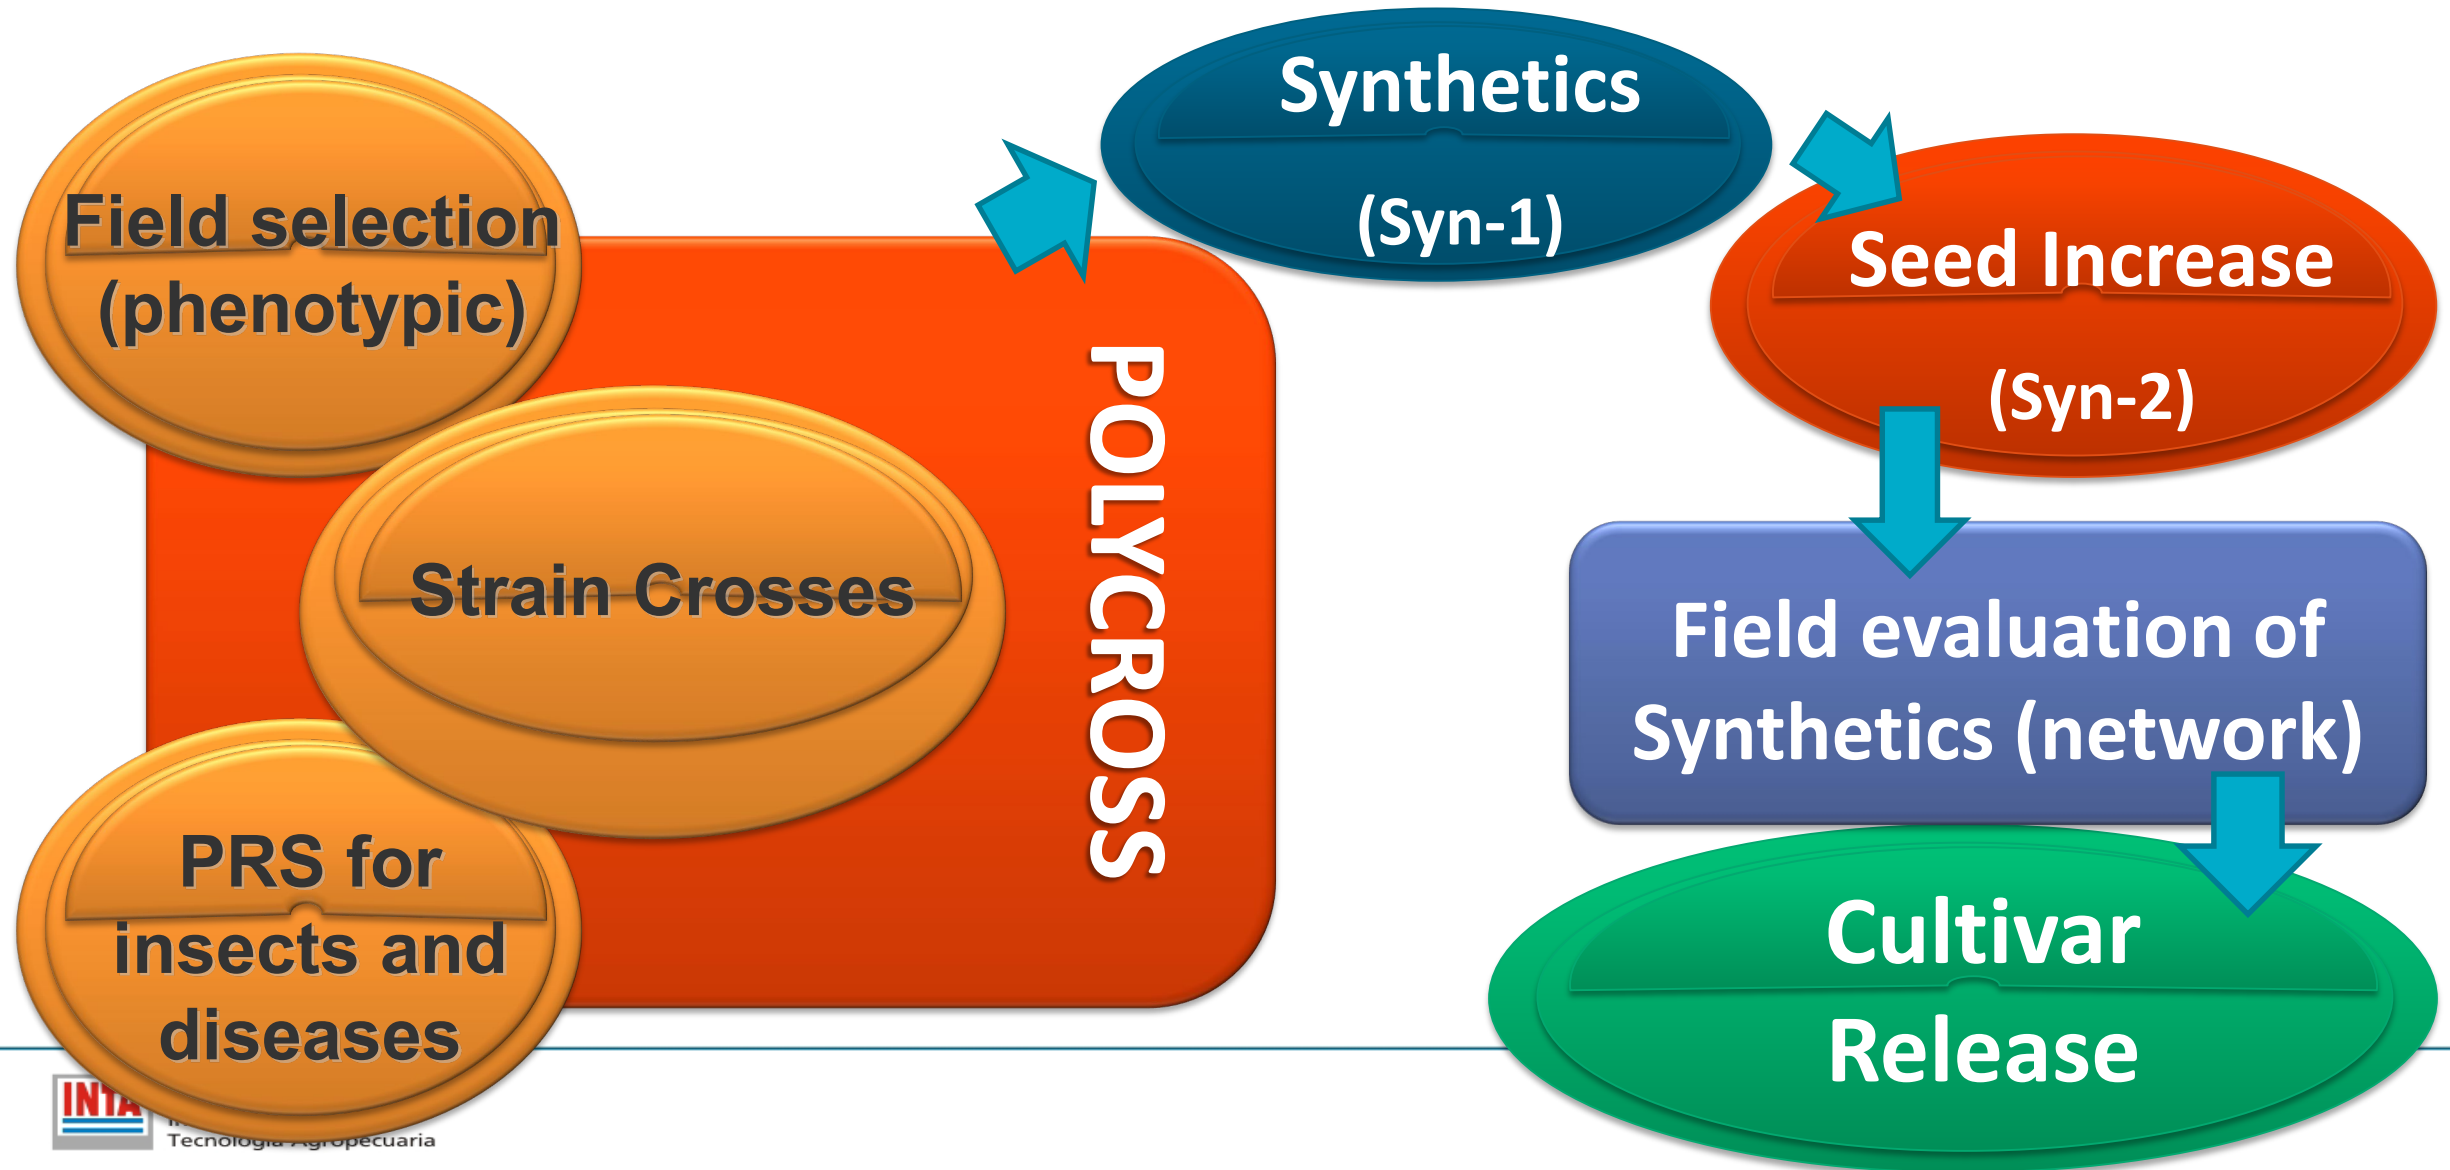 Field selection
(phenotypic)
Strain Crosses
PRS for
insects and
diseases
POLYCROSS
Synthetics
(Syn-1)
Seed Increase
(Syn-2)
Field evaluation of
Synthetics (network)
Cultivar
Release
INTA
Tecnología Agropecuaria